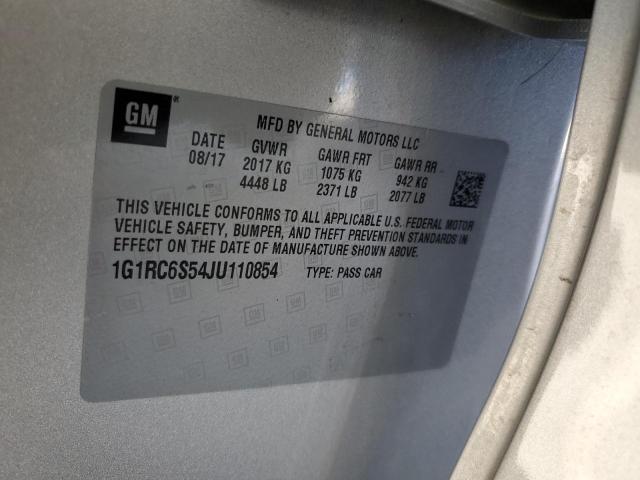 GM®
MFD BY GENERAL MOTORS LLC
DATE GVWR GAWR FRT GAWR RR
08/17 2017 KG 1075 KG 942 KG
4448 LB 2371 LB 2077 LB
THIS VEHICLE CONFORMS TO ALL APPLICABLE U.S. FEDERAL MOTOR
VEHICLE SAFETY, BUMPER, AND THEFT PREVENTION STANDARDS IN
EFFECT ON THE DATE OF MANUFACTURE SHOWN ABOVE.
1G1RC6S54JU110854 TYPE: PASS CAR